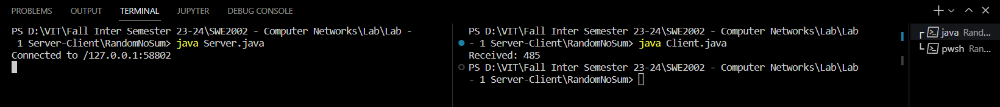 PROBLEMS OUTPUT TERMINAL JUPYTER DEBUG CONSOLE
PS D:\VIT\Fall Inter Semester 23-24\SWE2002 - Computer Networks\Lab\Lab -
1 Server-Client\RandomNoSum> java Server.java
Connected to /127.0.0.1:58802
PS D:\VIT\Fall Inter Semester 23-24\SWE2002 - Computer Networks\Lab\Lab
- 1 Server-Client\RandomNoSum> java Client.java
Received: 485
PS D:\VIT\Fall Inter Semester 23-24\SWE2002 - Computer Networks\Lab\Lab
- 1 Server-Client\RandomNoSum>
java Rand...
pwsh Ran...